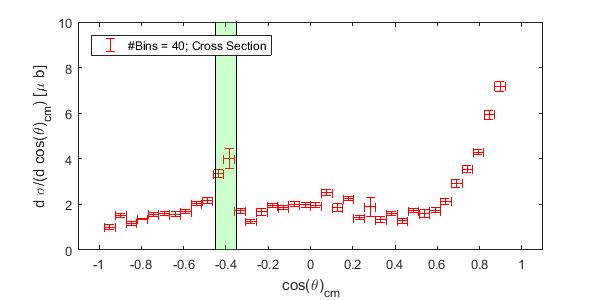 10
8
6
4
2
0
d σ/(d cos(θ)cm) [μ b]
#Bins = 40; Cross Section
-1 -0.8 -0.6 -0.4 -0.2 0 0.2 0.4 0.6 0.8 1
cos(θ)cm